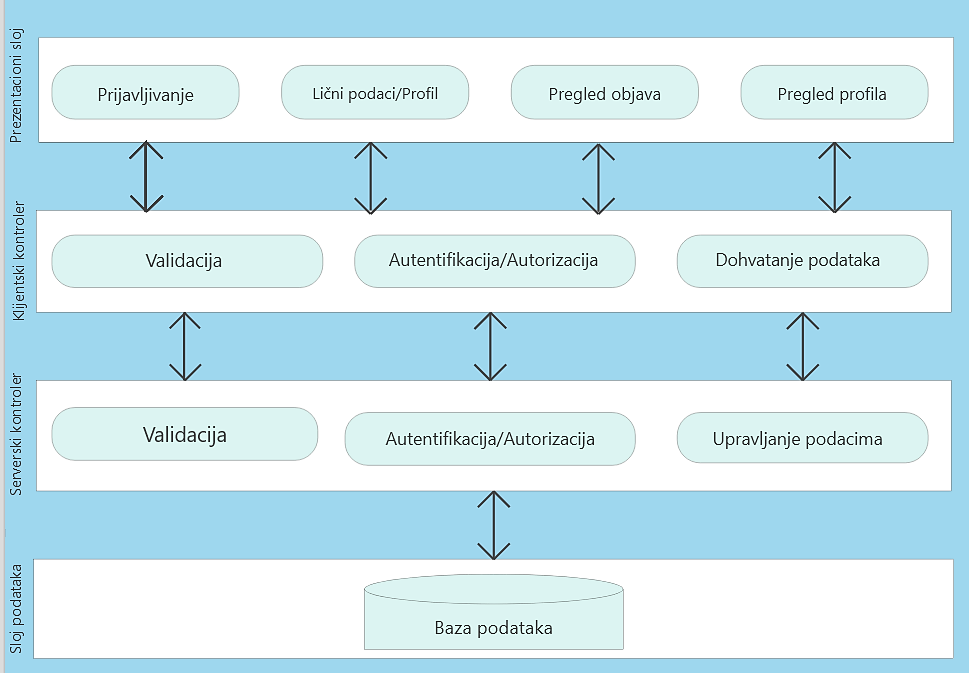 Prezentacioni sloj
Prijavljivanje
Lični podaci/Profil
Pregled objava
Pregled profila
Klijentski kontroler
Validacija
Autentifikacija/Autorizacija
Dohvatanje podataka
Serverski kontroler
Validacija
Autentifikacija/Autorizacija
Upravljanje podacima
Sloj podataka
Baza podataka